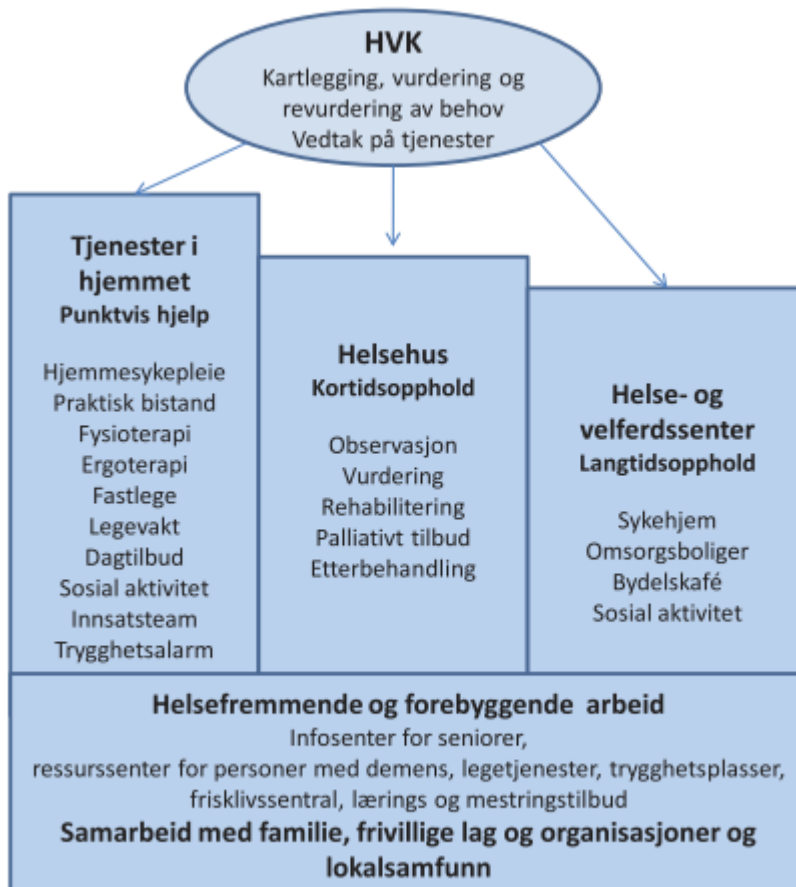 HVK
Kartlegging, vurdering og
revurdering av behov
Vedtak på tjenester
Tjenester i
hjemmet
Punktvis hjelp
Hjemmesykepleie
Praktisk bistand
Fysioterapi
Ergoterapi
Fastlege
Legevakt
Dagtilbud
Sosial aktivitet
Innsatsteam
Trygghetsalarm
Helsehus
Kortidsopphold
Observasjon
Vurdering
Rehabilitering
Palliativt tilbud
Etterbehandling
Helse- og
velferdssenter
Langtidsopphold
Sykehjem
Omsorgsboliger
Bydelskafé
Sosial aktivitet
Helsefremmende og forebyggende arbeid
Infosenter for seniorer,
ressurssenter for personer med demens, legetjenester, trygghetsplasser,
frisklivssentral, lærings og mestringstilbud
Samarbeid med familie, frivillige lag og organisasjoner og
lokalsamfunn